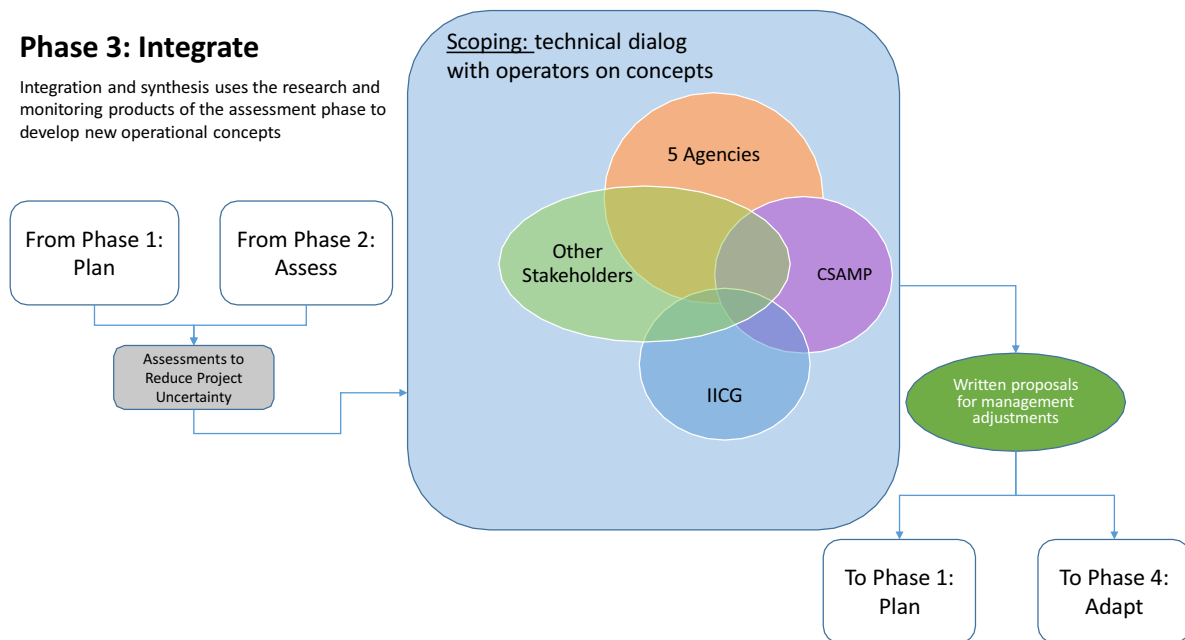 Phase 3: Integrate
Integration and synthesis uses the research and
monitoring products of the assessment phase to
develop new operational concepts
Scoping: technical dialog
with operators on concepts
5 Agencies
Other
Stakeholders
CSAMP
IICG
From Phase 1:
Plan
From Phase 2:
Assess
Assessments to
Reduce Project
Uncertainty
Written proposals
for management
adjustments
To Phase 1:
Plan
To Phase 4:
Adapt